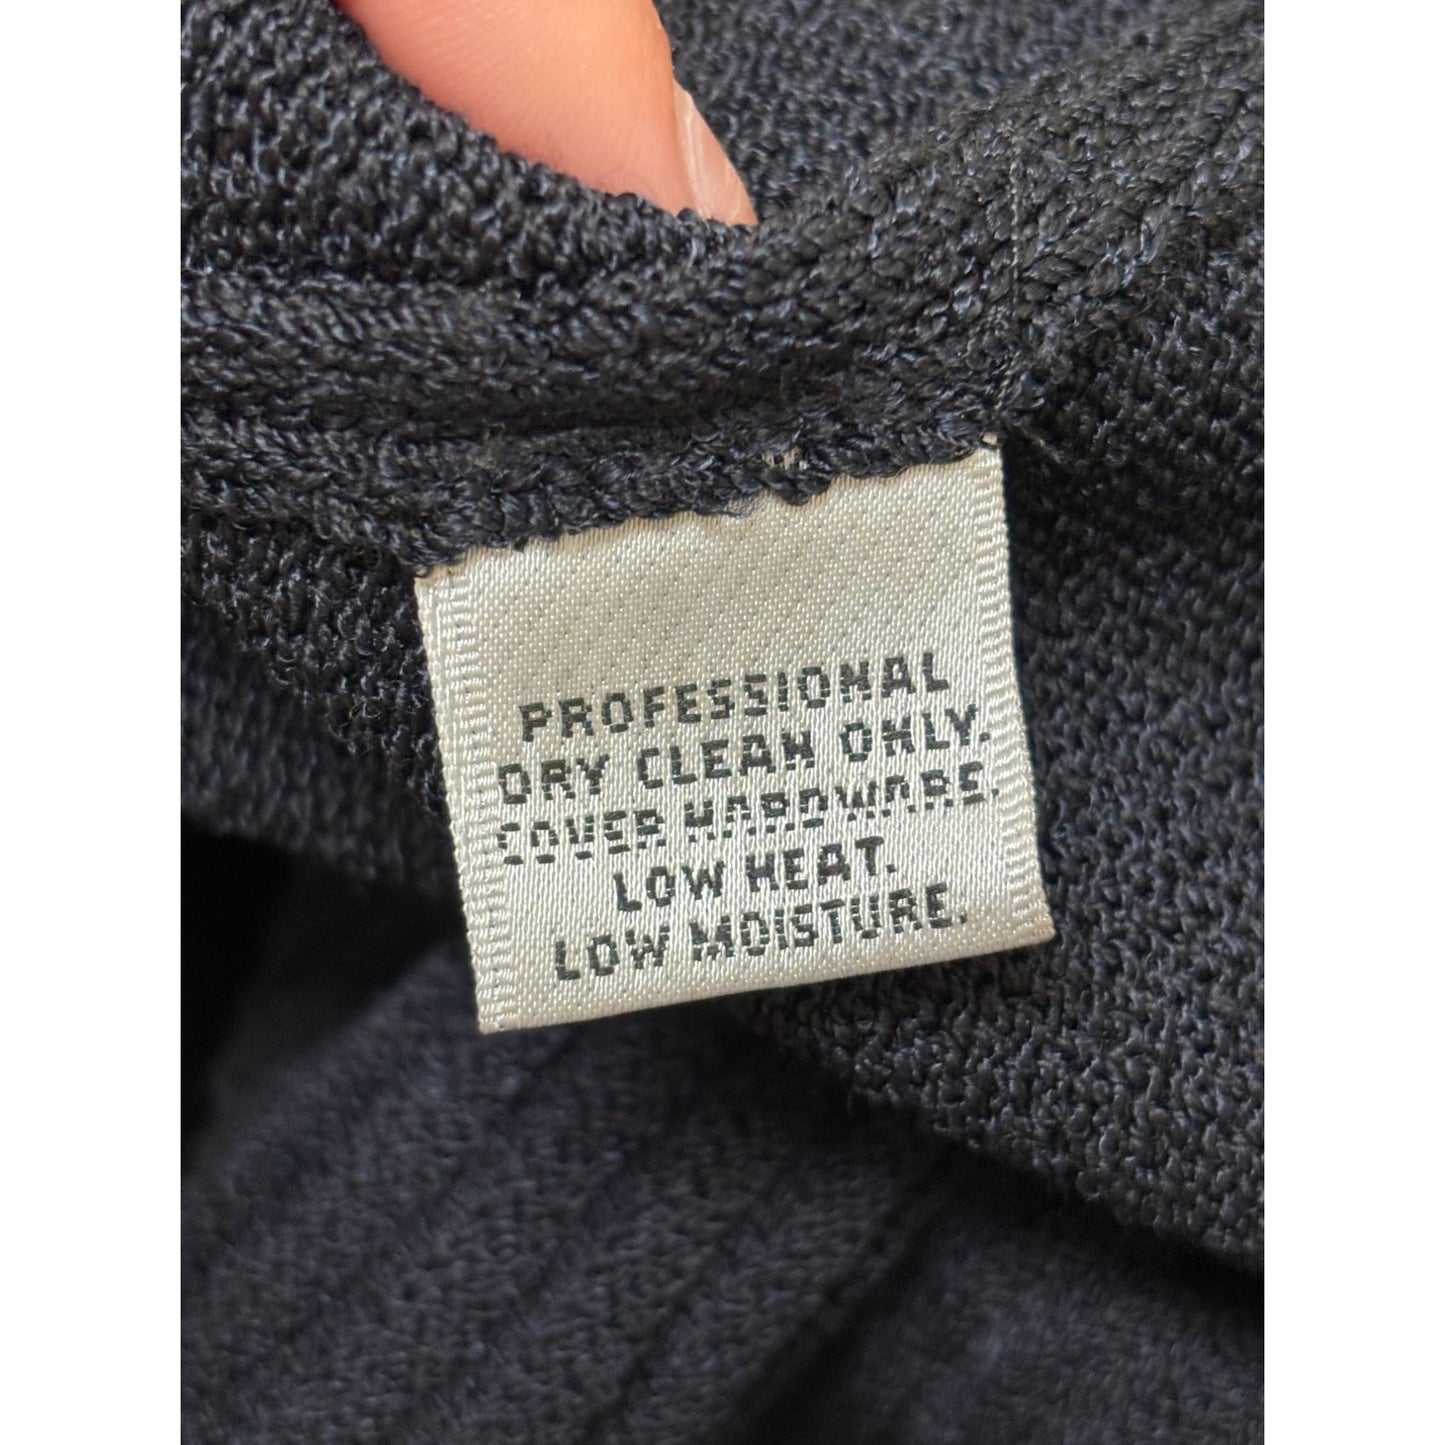 PROFESSIONAL
DRY CLEAN ONLY.
COVER HARDWARE.
LOW HEAT.
LOW MOISTURE.